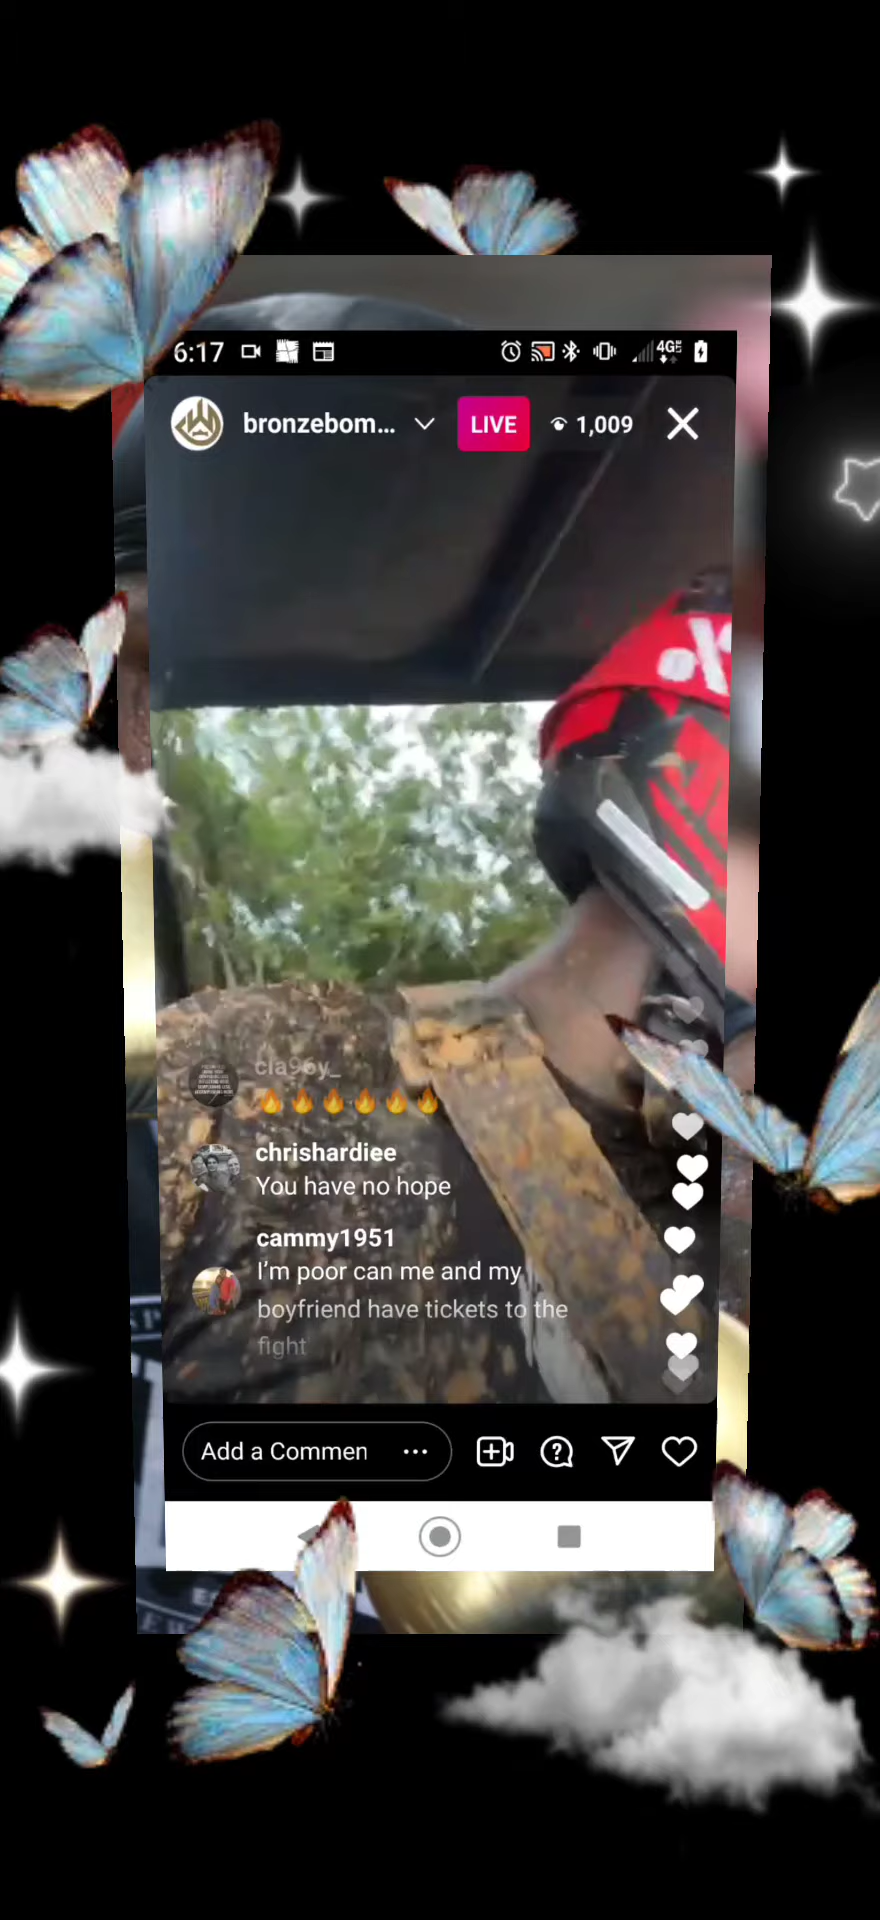 6:17
4G
bronzebom...
LIVE
1,009
cla96y_
🔥🔥🔥🔥🔥🔥
chrishardiee
You have no hope
cammy1951
I'm poor can me and my
boyfriend have tickets to the
fight
Add a Commen